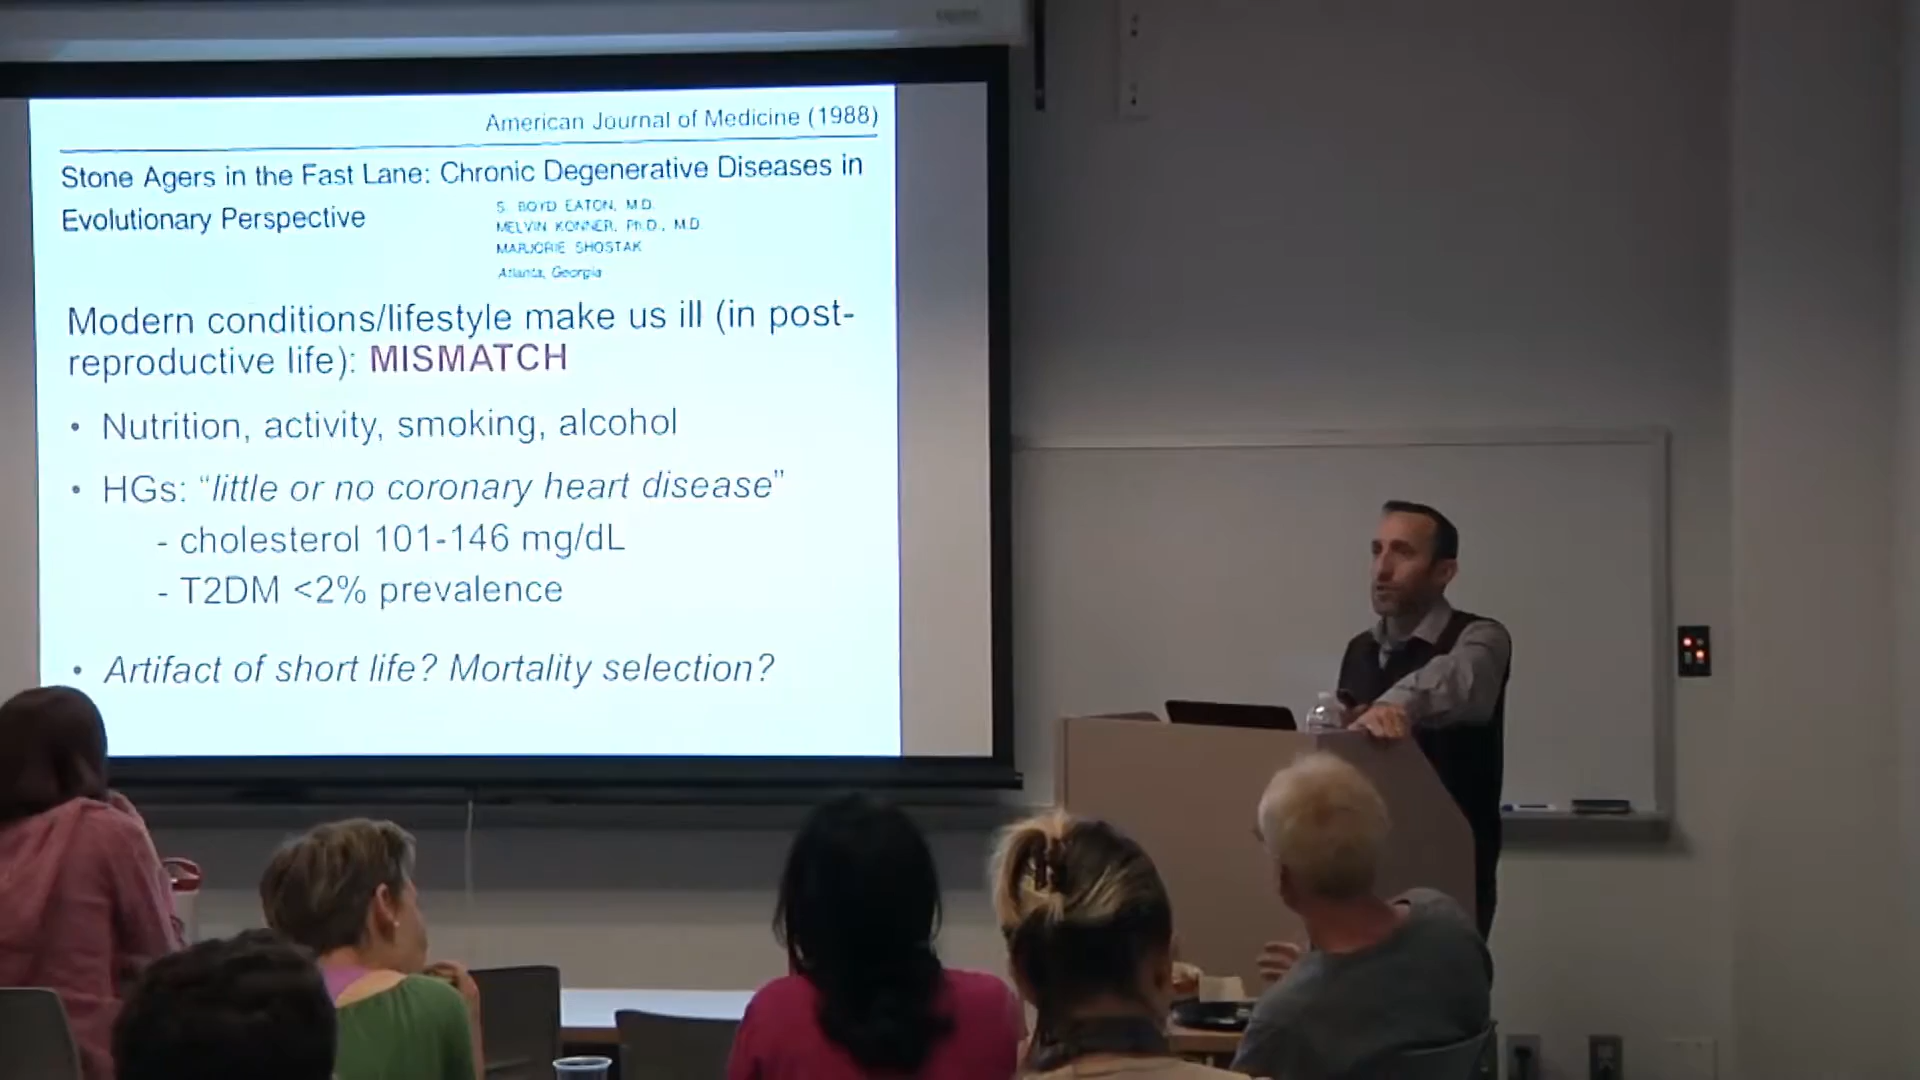 American Journal of Medicine (1988)
Stone Agers in the Fast Lane: Chronic Degenerative Diseases in
Evolutionary Perspective
S. BOYD EATON, M.D.
MELVIN KONNER, Ph.D., M.D.
MARJORIE SHOSTAK
Atlanta, Georgia
Modern conditions/lifestyle make us ill (in post-
reproductive life): MISMATCH
• Nutrition, activity, smoking, alcohol
• HGs: “little or no coronary heart disease”
- cholesterol 101-146 mg/dL
- T2DM <2% prevalence
• Artifact of short life? Mortality selection?